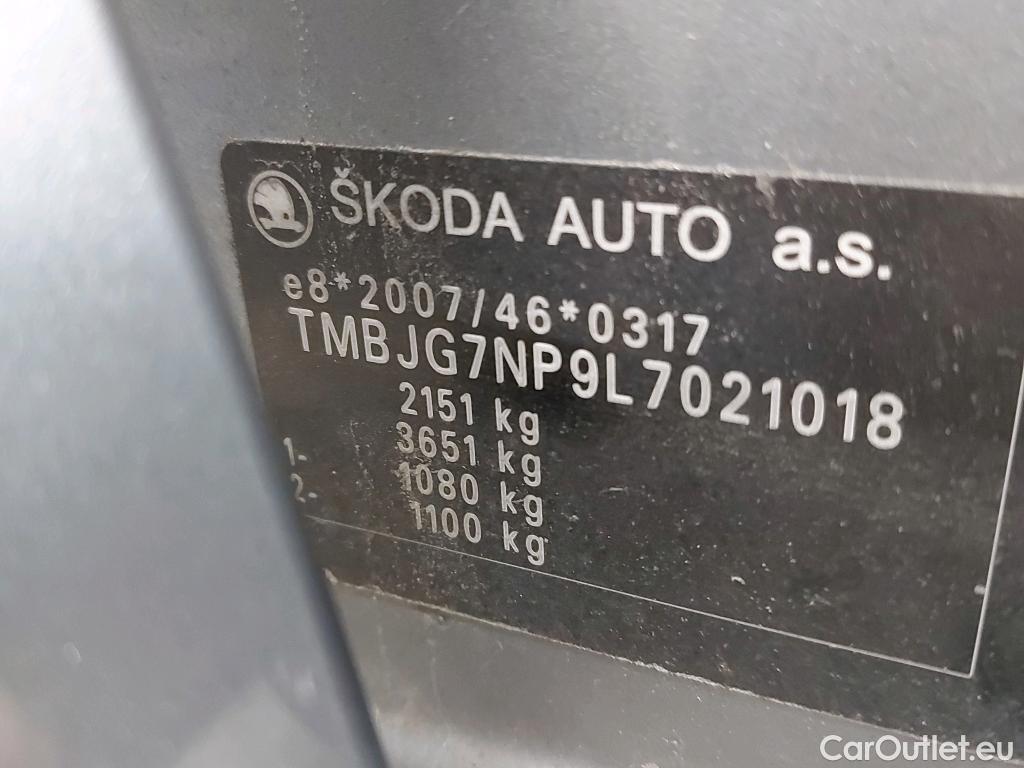 ŠKODA AUTO a.s.
e8*2007/46*0317
TMBJG7NP9L7021018
2151 kg
3651 kg
1- 1080 kg
2- 1100 kg
CarOutlet.eu